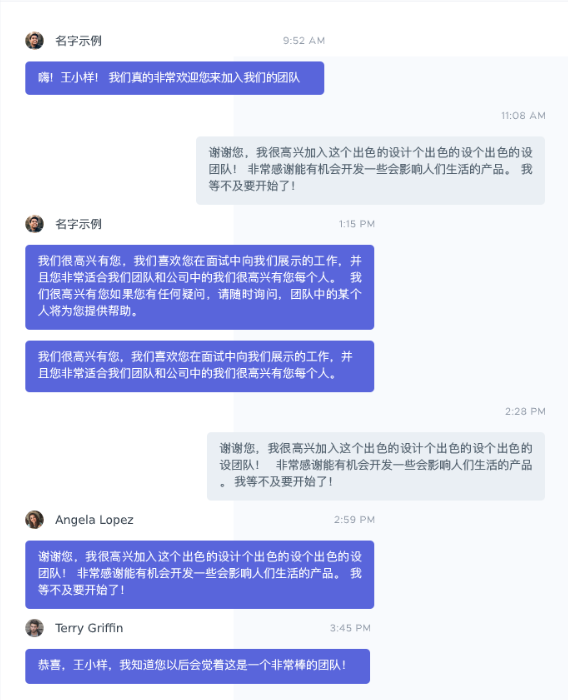 名字示例
9:52 AM
嗨！王小样！ 我们真的非常欢迎您来加入我们的团队
11:08 AM
谢谢您，我很高兴加入这个出色的设计个出色的设个出色的设
团队！ 非常感谢能有机会开发一些会影响人们生活的产品。 我
等不及要开始了！
名字示例
1:15 PM
我们很高兴有您，我们喜欢您在面试中向我们展示的工作，并
且您非常适合我们团队和公司中的我们很高兴有您每个人。 我
们很高兴有您如果您有任何疑问，请随时询问，团队中的某个
人将为您提供帮助。
我们很高兴有您，我们喜欢您在面试中向我们展示的工作，并
且您非常适合我们团队和公司中的我们很高兴有您每个人。
2:28 PM
谢谢您，我很高兴加入这个出色的设计个出色的设个出色的
设团队！ 非常感谢能有机会开发一些会影响人们生活的产品
。 我等不及要开始了！
Angela Lopez
2:59 PM
谢谢您，我很高兴加入这个出色的设计个出色的设个出色的设
团队！ 非常感谢能有机会开发一些会影响人们生活的产品。 我
等不及要开始了！
Terry Griffin
3:45 PM
恭喜，王小样，我知道您以后会觉着这是一个非常棒的团队！